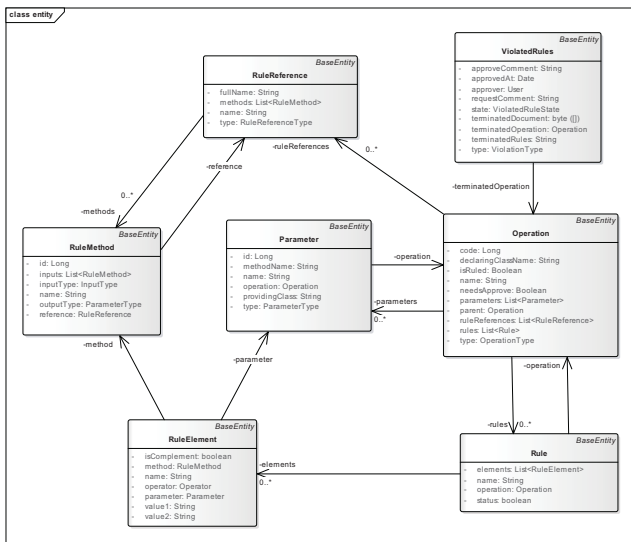 class entity
BaseEntity
RuleReference
- fullName: String
- methods: List<RuleMethod>
- name: String
- type: RuleReferenceType
BaseEntity
ViolatedRules
- approveComment: String
- approvedAt: Date
- approver: User
- requestComment: String
- state: ViolatedRuleState
- terminatedDocument: byte ([])
- terminatedOperation: Operation
- terminatedRules: String
- type: ViolationType
-ruleReferences
0..*
-reference
0..*
-methods
-terminatedOperation
BaseEntity
RuleMethod
- id: Long
- inputs: List<RuleMethod>
- inputType: InputType
- name: String
- outputType: ParameterType
- reference: RuleReference
BaseEntity
Parameter
- id: Long
- methodName: String
- name: String
- operation: Operation
- providingClass: String
- type: ParameterType
-operation
-parameters
0..*
BaseEntity
Operation
- code: Long
- declaringClassName: String
- isRuled: Boolean
- name: String
- needsApprove: Boolean
- parameters: List<Parameter>
- parent: Operation
- ruleReferences: List<RuleReference>
- rules: List<Rule>
- type: OperationType
-method
-parameter
-operation
-rules
0..*
BaseEntity
RuleElement
- isComplement: boolean
- method: RuleMethod
- name: String
- operator: Operator
- parameter: Parameter
- value1: String
- value2: String
-elements
0..*
BaseEntity
Rule
- elements: List<RuleElement>
- name: String
- operation: Operation
- status: boolean